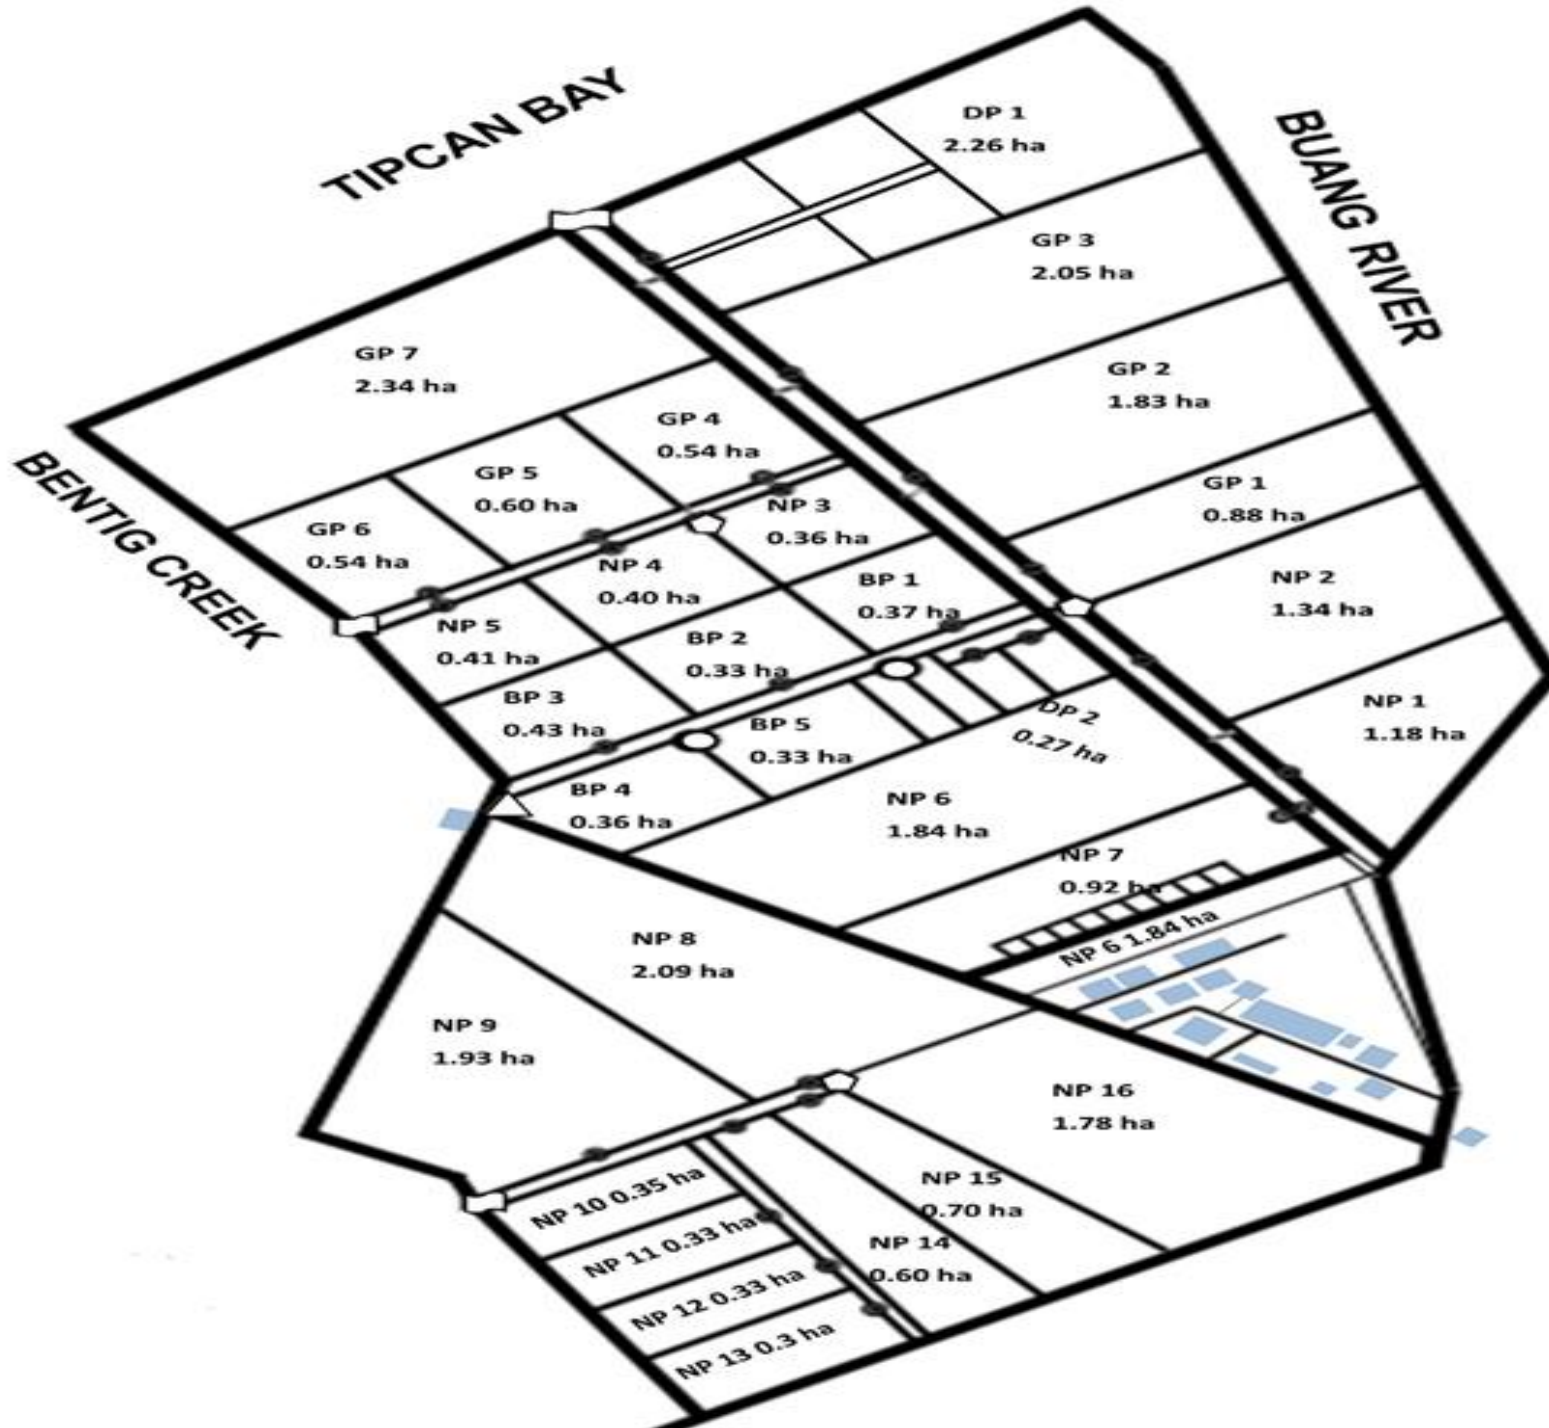 TIPCAN BAY
BUANG RIVER
BENTIG CREEK
DP 1
2.26 ha
GP 3
2.05 ha
GP 7
2.34 ha
GP 2
1.83 ha
GP 4
0.54 ha
GP 5
0.60 ha
GP 1
0.88 ha
NP 3
0.36 ha
GP 6
0.54 ha
NP 4
0.40 ha
BP 1
0.37 ha
NP 2
1.34 ha
NP 5
0.41 ha
BP 2
0.33 ha
BP 3
0.43 ha
NP 1
1.18 ha
DP 2
0.27 ha
BP 5
0.33 ha
BP 4
0.36 ha
NP 6
1.84 ha
NP 7
0.92 ha
NP 6 1.84 ha
NP 8
2.09 ha
NP 9
1.93 ha
NP 16
1.78 ha
NP 15
0.70 ha
NP 10 0.35 ha
NP 11 0.33 ha
NP 14
0.60 ha
NP 12 0.33 ha
NP 13 0.3 ha